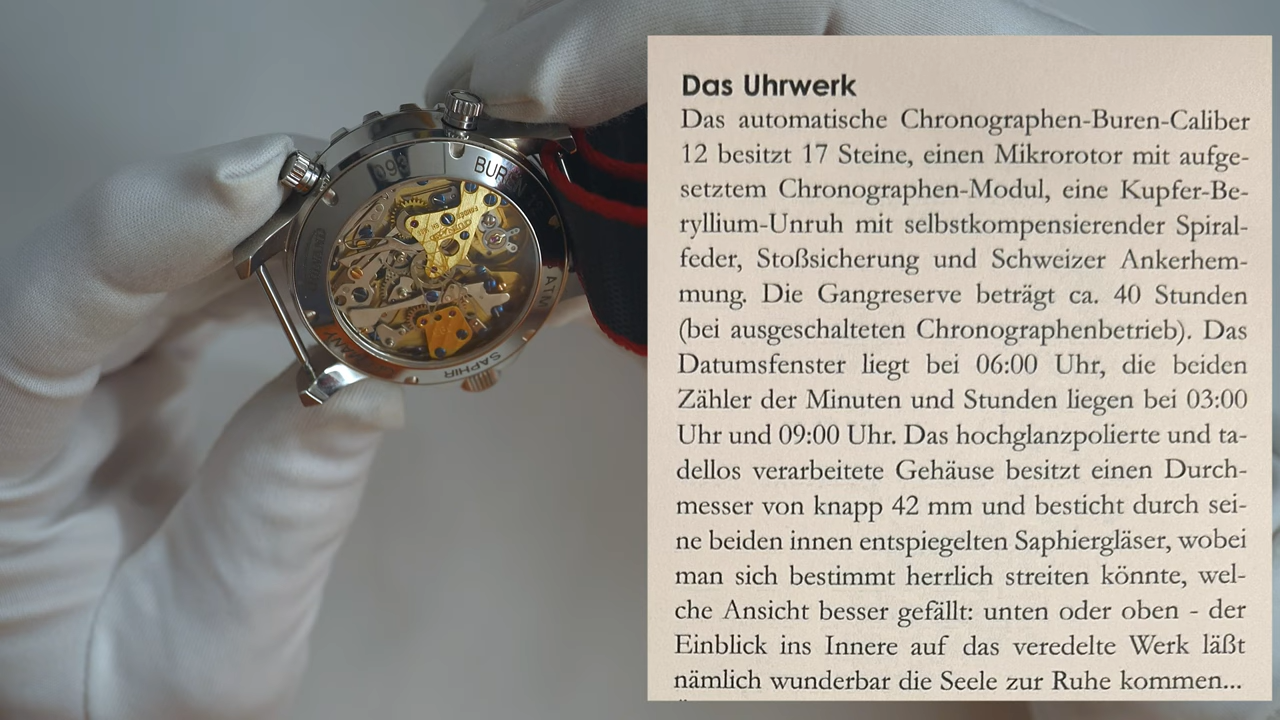 BUR
ATM
SAPHIR
Das Uhrwerk
Das automatische Chronographen-Buren-Caliber
12 besitzt 17 Steine, einen Mikrorotor mit aufge-
setztem Chronographen-Modul, eine Kupfer-Be-
ryllium-Unruh mit selbstkompensierender Spiral-
feder, Stoßsicherung und Schweizer Ankerhem-
mung. Die Gangreserve beträgt ca. 40 Stunden
(bei ausgeschalteten Chronographenbetrieb). Das
Datumsfenster liegt bei 06:00 Uhr, die beiden
Zähler der Minuten und Stunden liegen bei 03:00
Uhr und 09:00 Uhr. Das hochglanzpolierte und ta-
dellos verarbeitete Gehäuse besitzt einen Durch-
messer von knapp 42 mm und besticht durch sei-
ne beiden innen entspiegelten Saphiergläser, wobei
man sich bestimmt herrlich streiten könnte, wel-
che Ansicht besser gefällt: unten oder oben - der
Einblick ins Innere auf das veredelte Werk läßt
nämlich wunderbar die Seele zur Ruhe kommen...